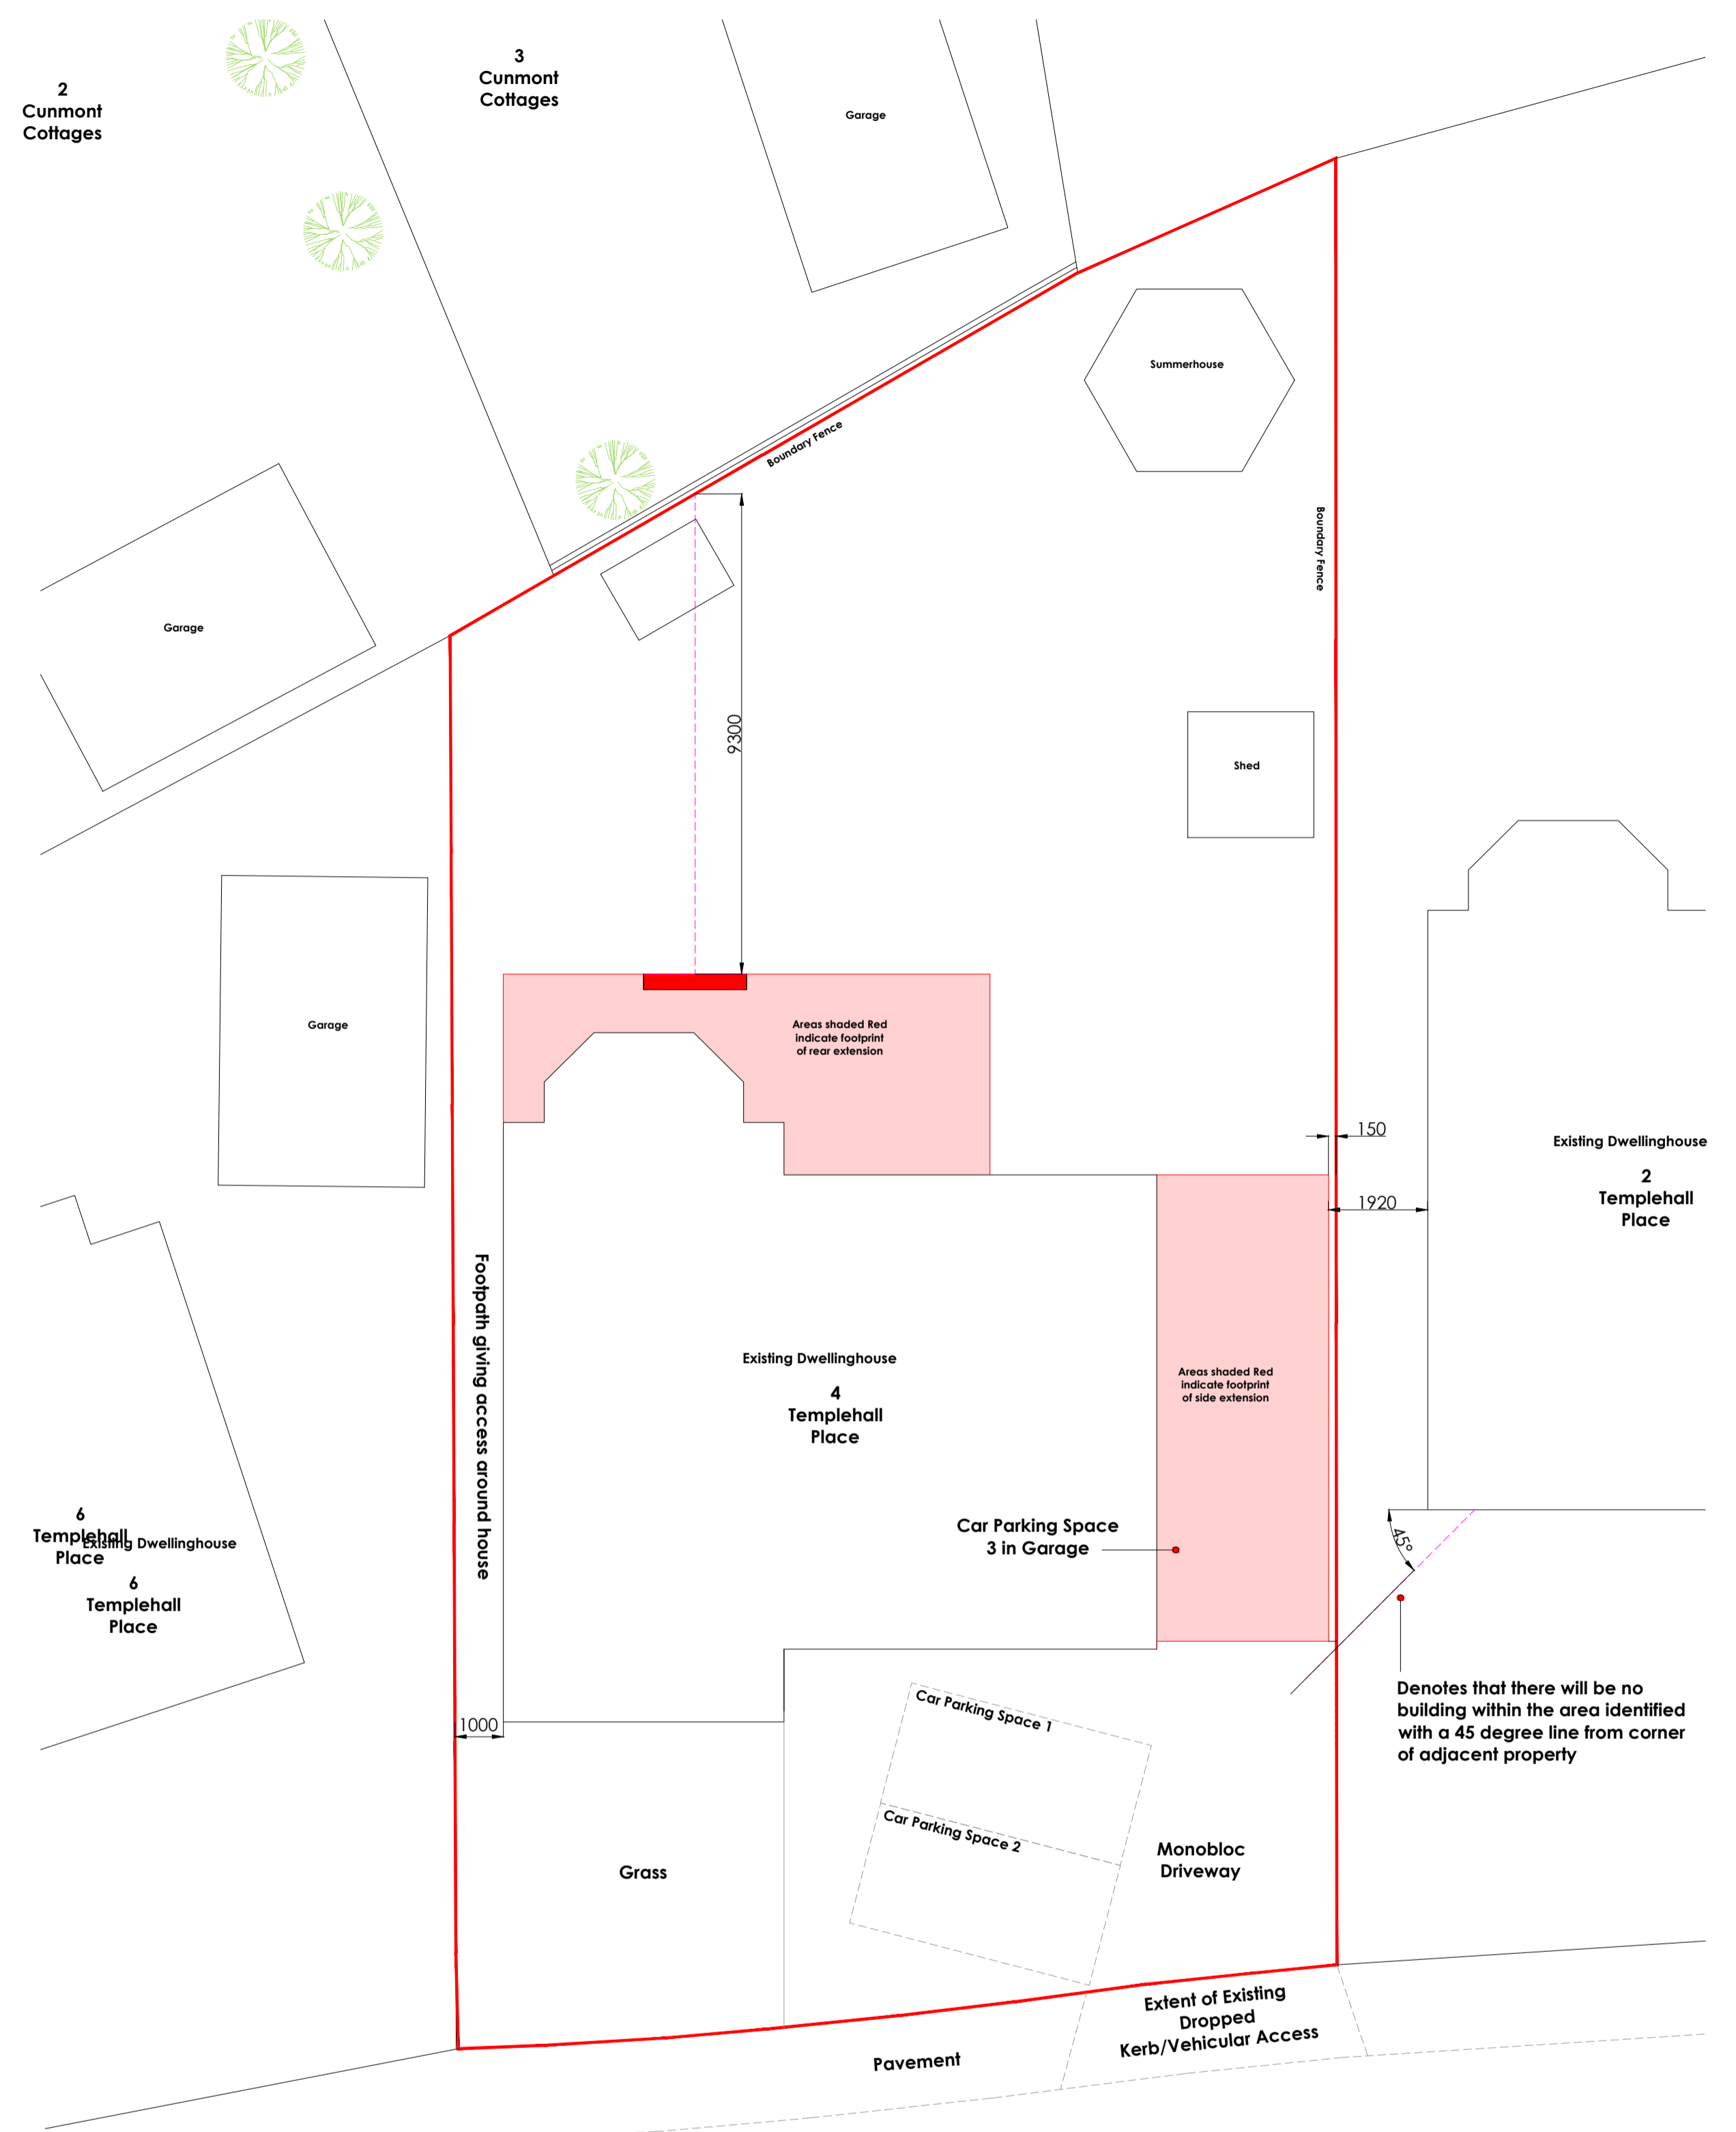 2
Cunmont
Cottages
3
Cunmont
Cottages
Garage
Summerhouse
Boundary Fence
Boundary Fence
Garage
9300
Shed
Garage
Areas shaded Red
indicate footprint
of rear extension
150
Existing Dwellinghouse
2
Templehall
Place
1920
Footpath giving access around house
Existing Dwellinghouse
4
Templehall
Place
Areas shaded Red
indicate footprint
of side extension
6
Templehall
Place
Existing Dwellinghouse
6
Templehall
Place
Car Parking Space
3 in Garage
45°
Denotes that there will be no
building within the area identified
with a 45 degree line from corner
of adjacent property
1000
Car Parking Space 1
Car Parking Space 2
Monobloc
Driveway
Grass
Extent of Existing
Dropped
Kerb/Vehicular Access
Pavement